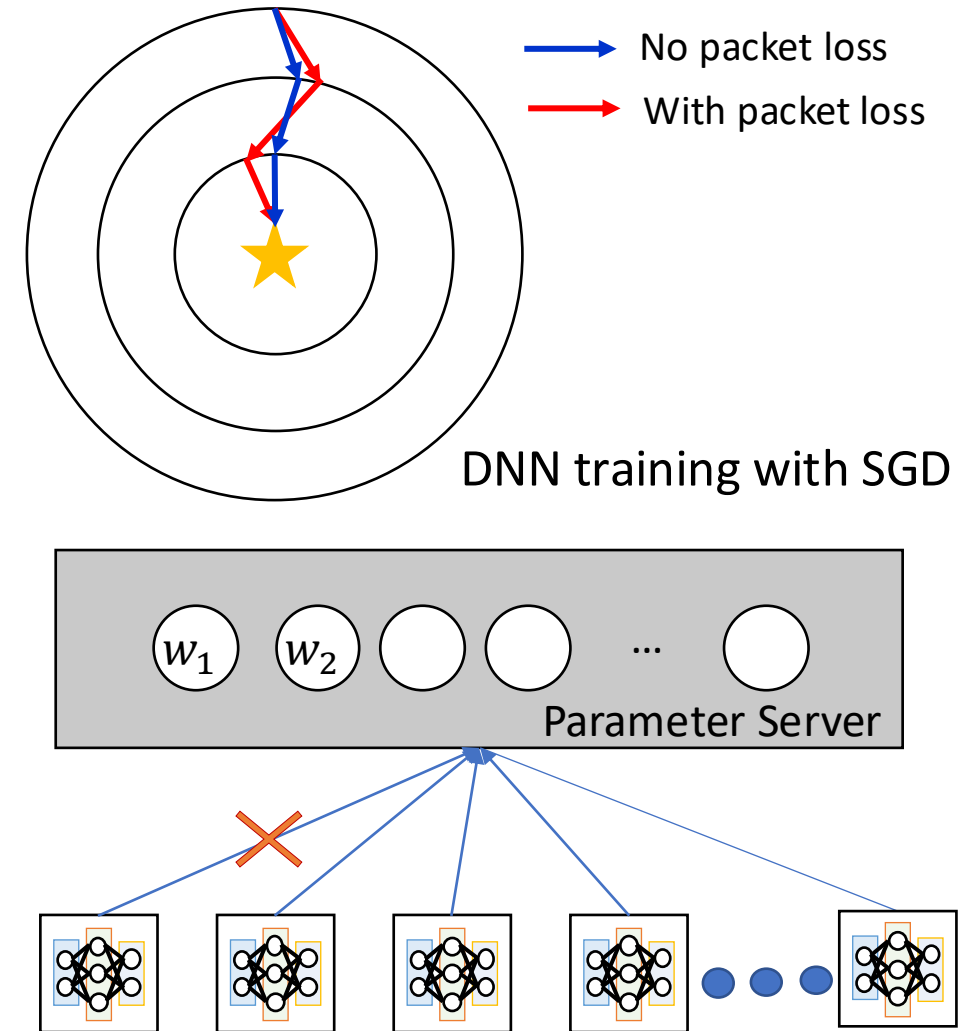 No packet loss
With packet loss
DNN training with SGD
w₁ w₂ ...
Parameter Server